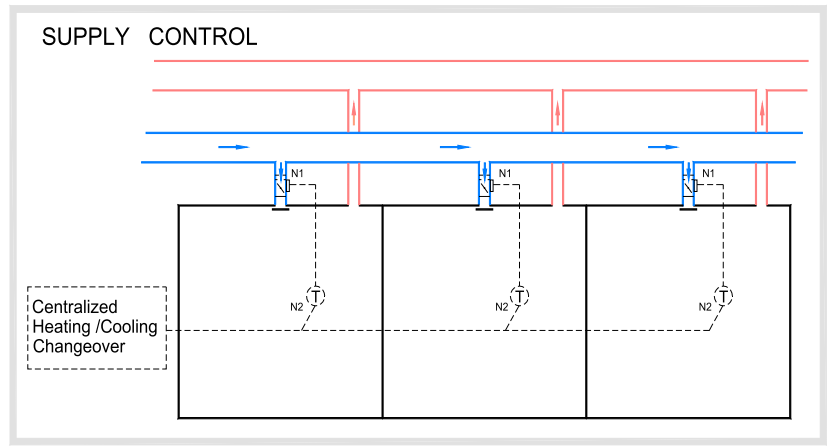 SUPPLY CONTROL
N1
N1
N1
T
T
T
N2
N2
N2
Centralized
Heating /Cooling
Changeover